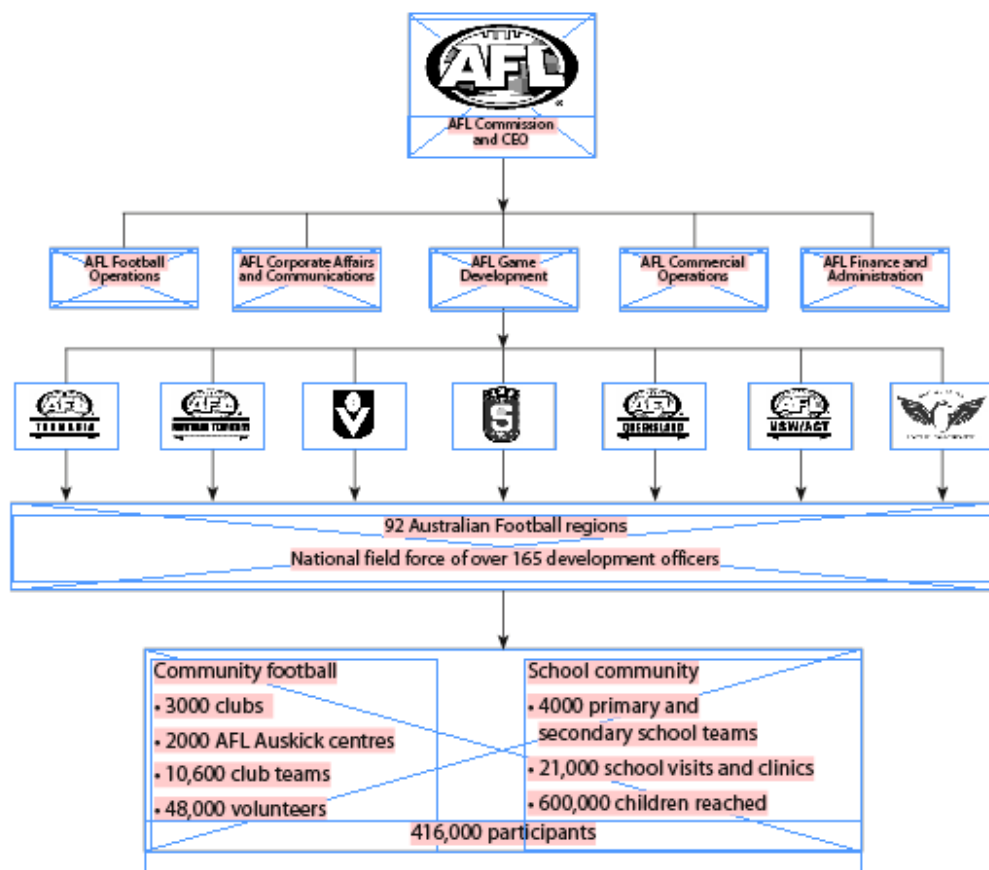 AFL
AFL Commission
and CEO
AFL Football
Operations
AFL Corporate Affairs
and Communications
AFL Game
Development
AFL Commercial
Operations
AFL Finance and
Administration
AFL
TASMANIA
AFL
NORTHERN TERRITORY
V
S
AFL
QUEENSLAND
AFL
NSW/ACT
92 Australian Football regions
National field force of over 165 development officers
Community football
• 3000 clubs
• 2000 AFL Auskick centres
• 10,600 club teams
• 48,000 volunteers
School community
• 4000 primary and
secondary school teams
• 21,000 school visits and clinics
• 600,000 children reached
416,000 participants